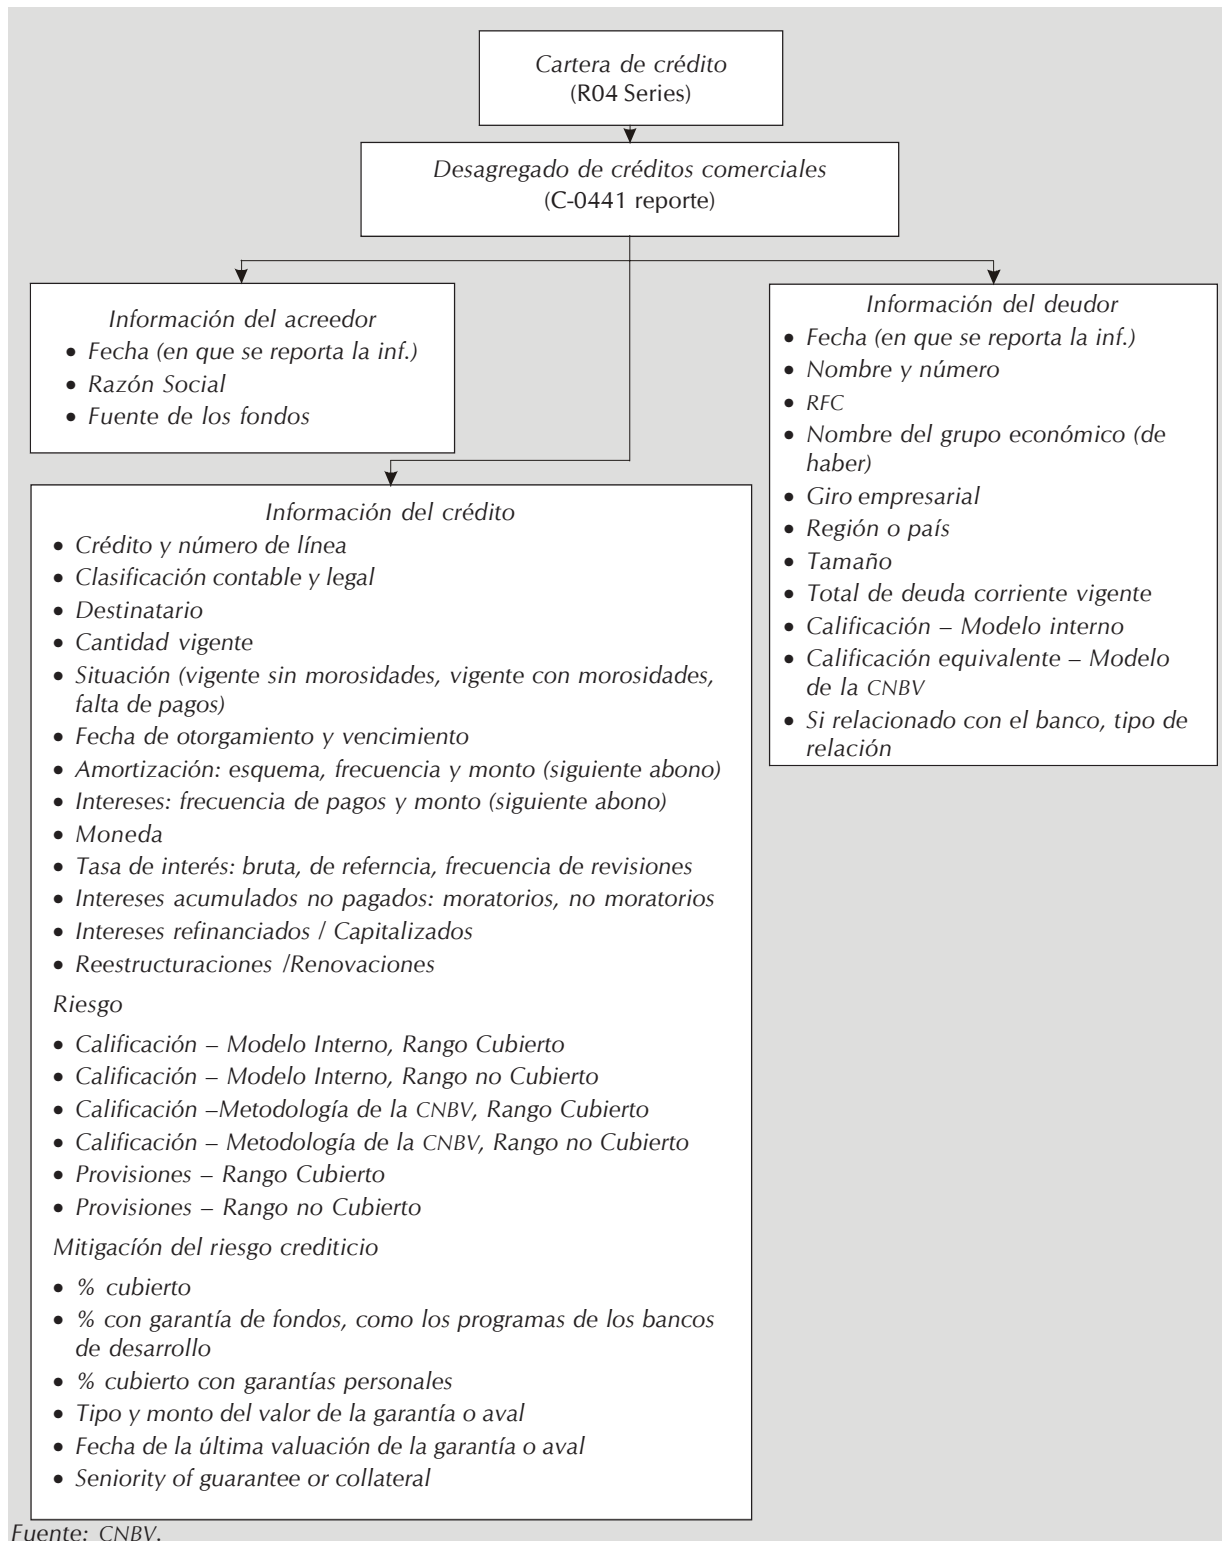 Cartera de crédito
(R04 Series)
Desagregado de créditos comerciales
(C-0441 reporte)
Información del acreedor
• Fecha (en que se reporta la inf.)
• Razón Social
• Fuente de los fondos
Información del deudor
• Fecha (en que se reporta la inf.)
• Nombre y número
• RFC
• Nombre del grupo económico (de
haber)
• Giro empresarial
• Región o país
• Tamaño
• Total de deuda corriente vigente
• Calificación – Modelo interno
• Calificación equivalente – Modelo
de la CNBV
• Si relacionado con el banco, tipo de
relación
Información del crédito
• Crédito y número de línea
• Clasificación contable y legal
• Destinatario
• Cantidad vigente
• Situación (vigente sin morosidades, vigente con morosidades,
falta de pagos)
• Fecha de otorgamiento y vencimiento
• Amortización: esquema, frecuencia y monto (siguiente abono)
• Intereses: frecuencia de pagos y monto (siguiente abono)
• Moneda
• Tasa de interés: bruta, de referncia, frecuencia de revisiones
• Intereses acumulados no pagados: moratorios, no moratorios
• Intereses refinanciados / Capitalizados
• Reestructuraciones /Renovaciones
Riesgo
• Calificación – Modelo Interno, Rango Cubierto
• Calificación – Modelo Interno, Rango no Cubierto
• Calificación –Metodología de la CNBV, Rango Cubierto
• Calificación – Metodología de la CNBV, Rango no Cubierto
• Provisiones – Rango Cubierto
• Provisiones – Rango no Cubierto
Mitigacíón del riesgo crediticio
• % cubierto
• % con garantía de fondos, como los programas de los bancos
de desarrollo
• % cubierto con garantías personales
• Tipo y monto del valor de la garantía o aval
• Fecha de la última valuación de la garantía o aval
• Seniority of guarantee or collateral
Fuente: CNBV.